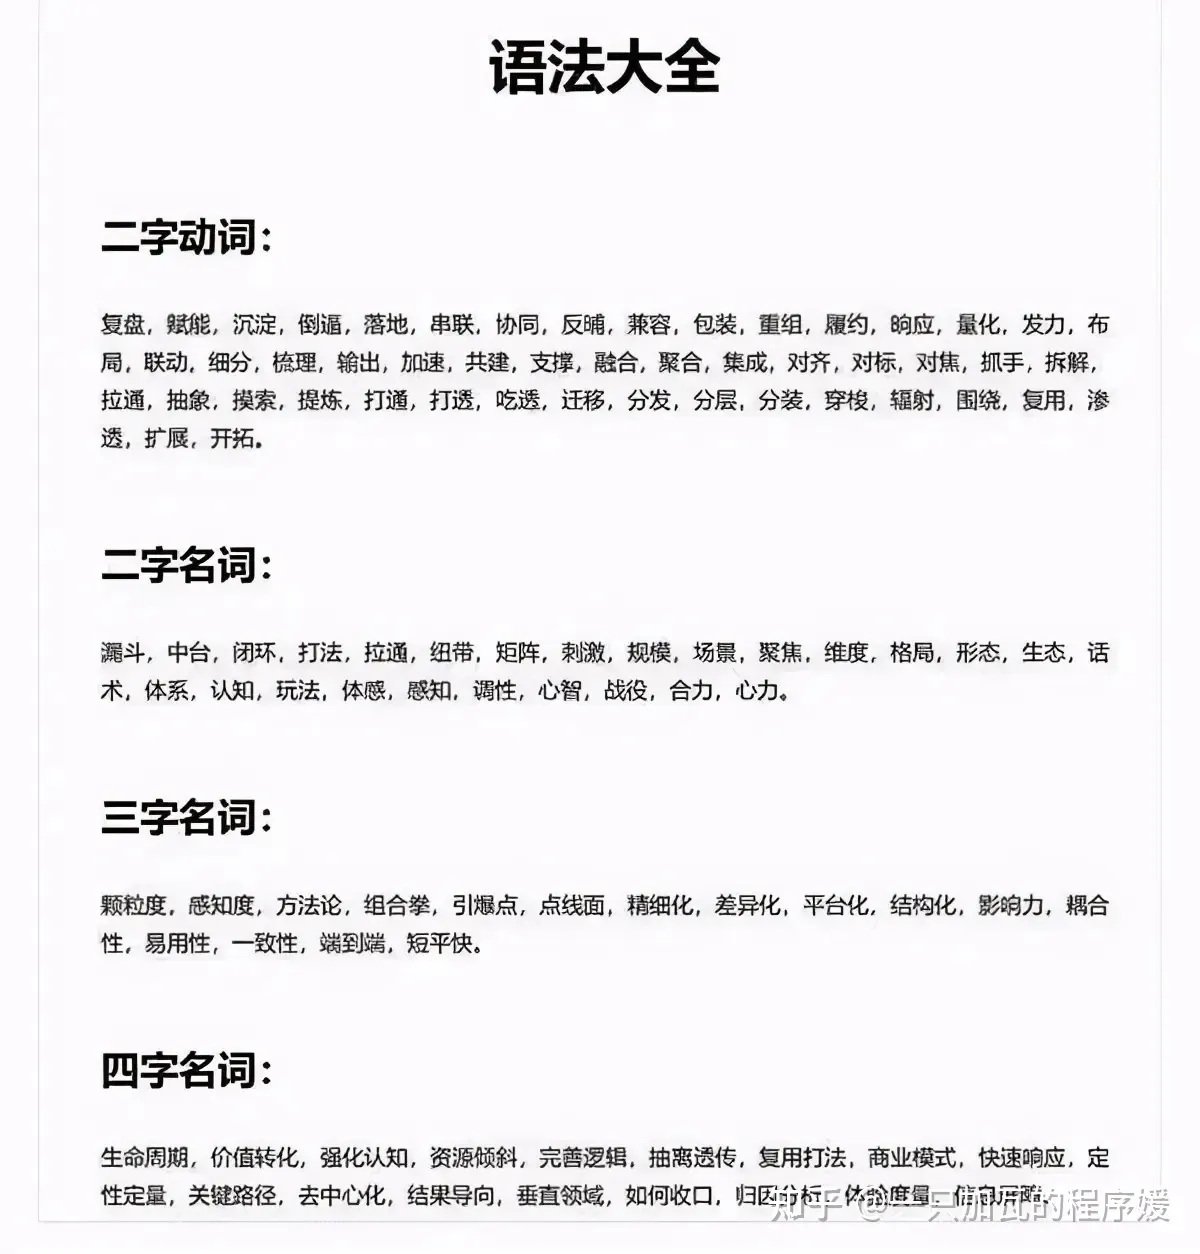 语法大全
二字动词：
复盘，赋能，沉淀，倒逼，落地，串联，协同，反哺，兼容，包装，重组，履约，响应，量化，发力，布
局，联动，细分，梳理，输出，加速，共建，支撑，融合，聚合，集成，对齐，对标，对焦，抓手，拆解，
拉通，抽象，摸索，提炼，打通，打透，吃透，迁移，分发，分层，分装，穿梭，辐射，围绕，复用，渗
透，扩展，开拓。
二字名词：
漏斗，中台，闭环，打法，拉通，纽带，矩阵，刺激，规模，场景，聚焦，维度，格局，形态，生态，话
术，体系，认知，玩法，体感，感知，调性，心智，战役，合力，心力。
三字名词：
颗粒度，感知度，方法论，组合拳，引爆点，点线面，精细化，差异化，平台化，结构化，影响力，耦合
性，易用性，一致性，端到端，短平快。
四字名词：
生命周期，价值转化，强化认知，资源倾斜，完善逻辑，抽离透传，复用打法，商业模式，快速响应，定
性定量，关键路径，去中心化，结果导向，垂直领域，如何收口，归因分析，体验度量，信息屏障。
知乎 @一只加瓦的程序媛